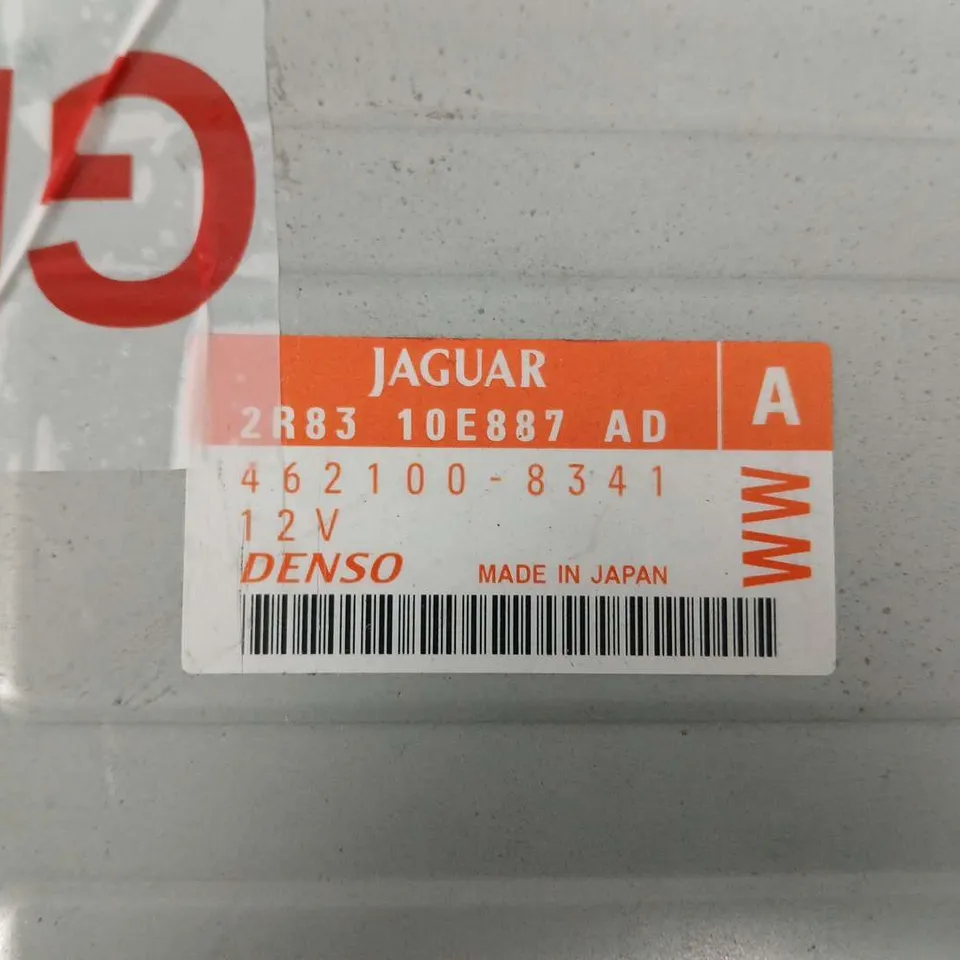 JAGUAR
2R83 10E887 AD
A
462100-8341
12V
DENSO
MADE IN JAPAN
WW